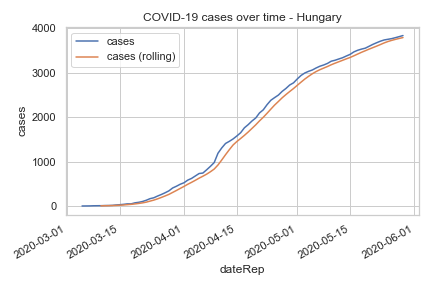 COVID-19 cases over time - Hungary
cases
cases (rolling)
4000
3000
2000
1000
0
cases
2020-03-01
2020-03-15
2020-04-01
2020-04-15
2020-05-01
2020-05-15
2020-06-01
dateRep